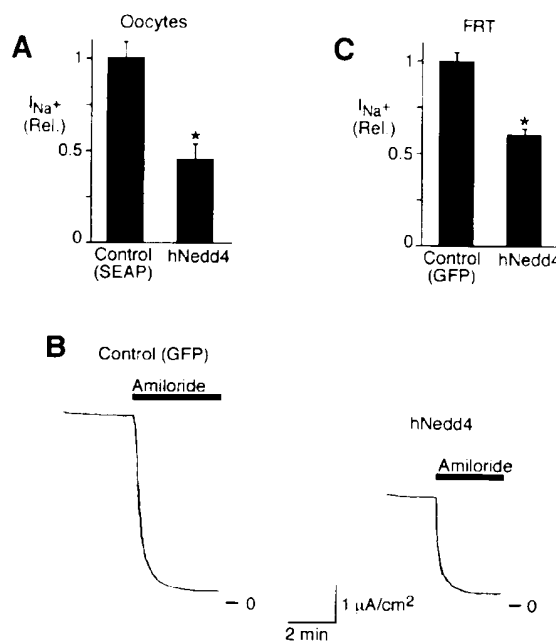 A
Oocytes
I Na+
(Rel.)
1
0.5
0
*
Control
(SEAP)
hNedd4
C
FRT
I Na+
(Rel.)
1
0.5
0
*
Control
(GFP)
hNedd4
B
Control (GFP)
Amiloride
– 0
hNedd4
Amiloride
– 0
1 μA/cm2
2 min